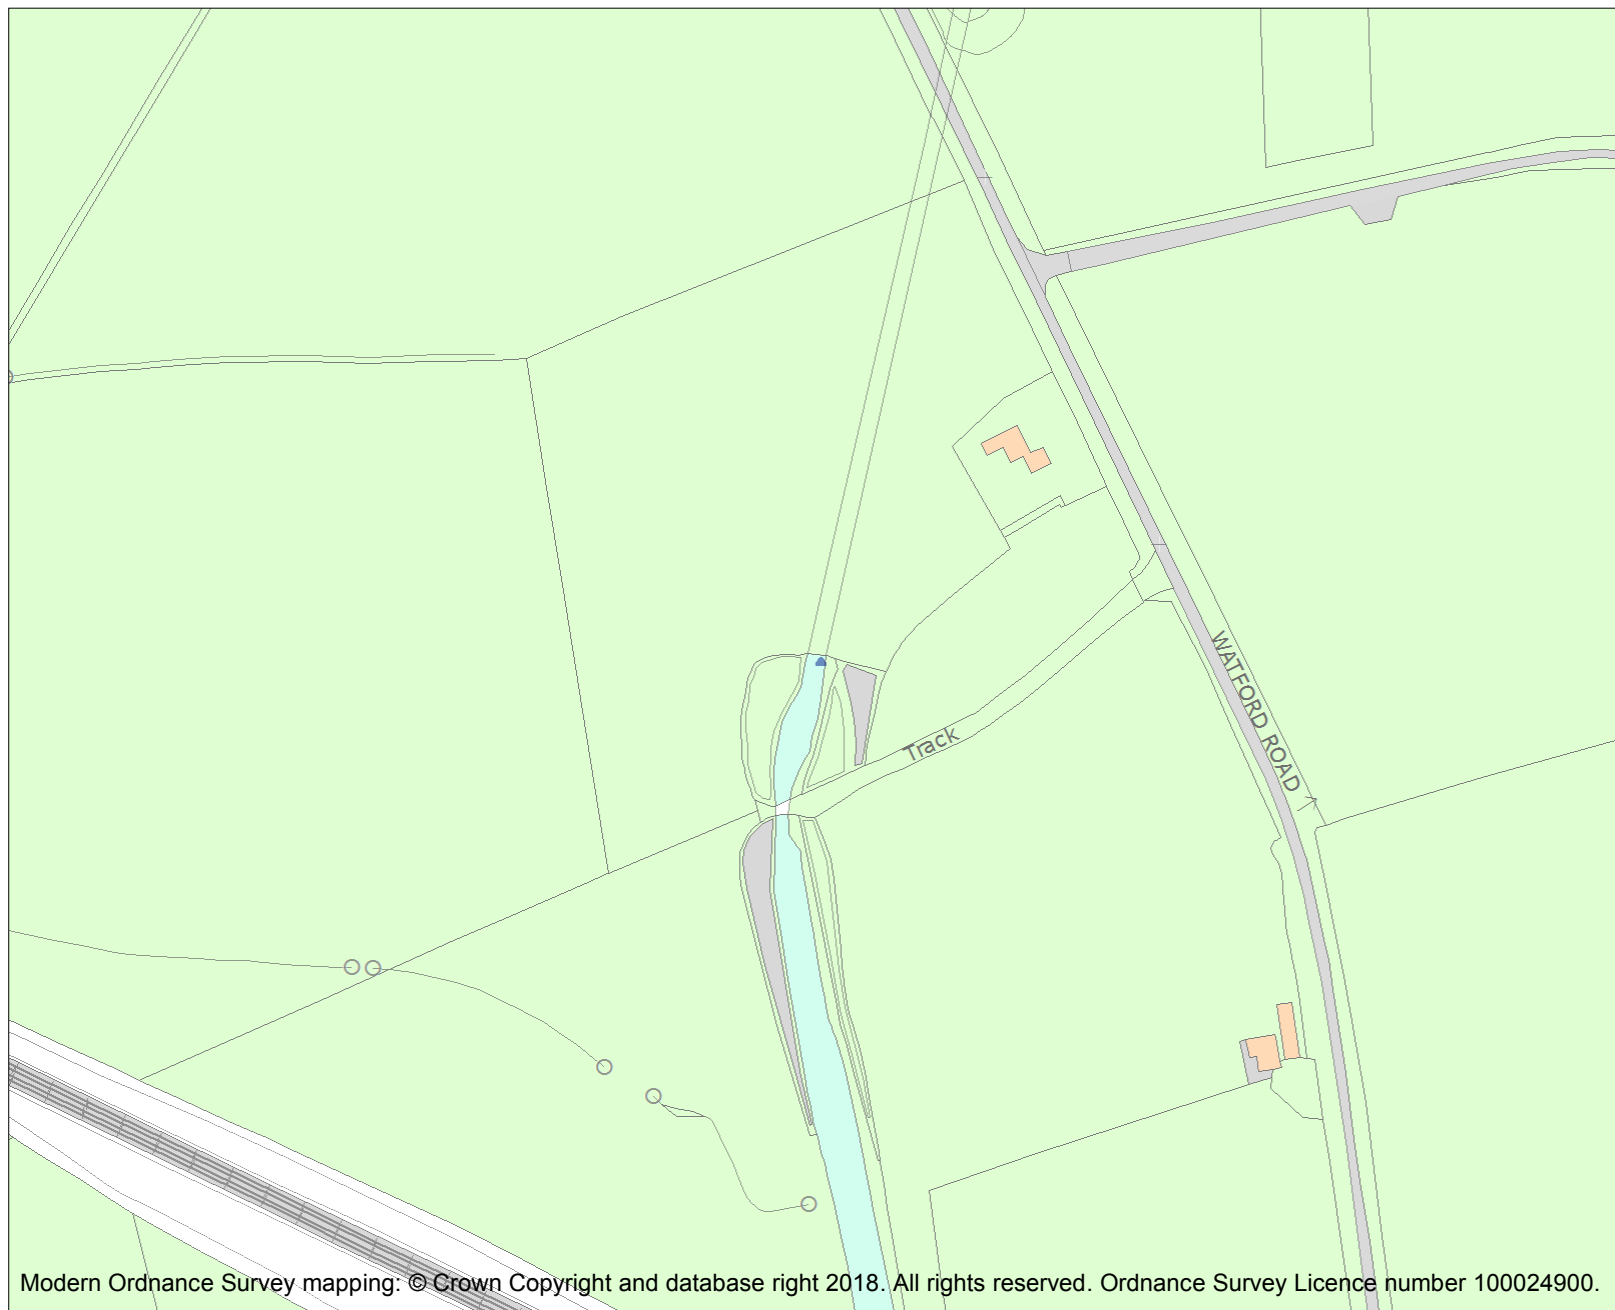 WATFORD ROAD
Track
Modern Ordnance Survey mapping: © Crown Copyright and database right 2018. All rights reserved. Ordnance Survey Licence number 100024900.